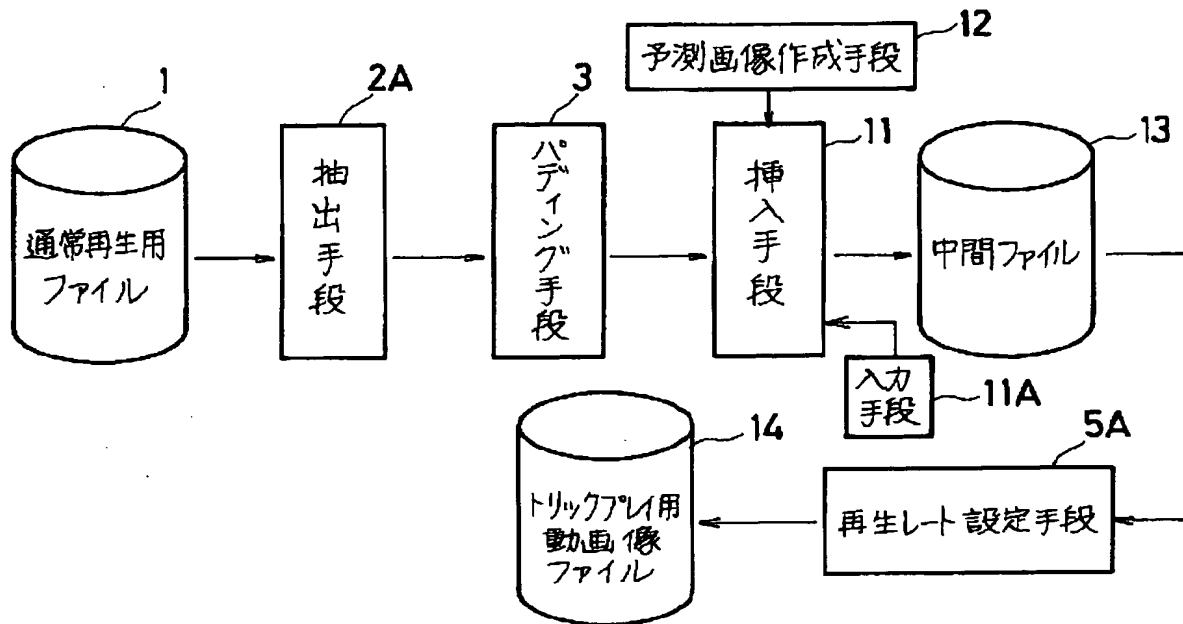 12
予測画像作成手段
1
2A
3
11
13
通常再生用
ファイル
抽出手段
パディング手段
挿入手段
中間ファイル
入力
手段
11A
14
5A
トリックプレイ用
動画像
ファイル
再生レート設定手段